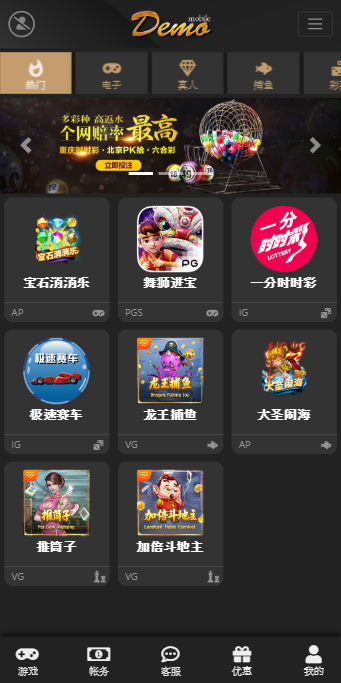 Demo
mobile
热门
电子
真人
捕鱼
多彩种 高返水
全网赔率最高
重庆时时彩·北京PK拾·六合彩
立即投注
宝石消消乐
AP
PG
舞狮进宝
PGS
一分
时时彩
LOTTERY
一分时时彩
IG
极速赛车
极速赛车
IG
龙王捕鱼
Dragon Fishing Joy
龙王捕鱼
VG
大圣闹海
大圣闹海
AP
推筒子
Pai Gow Mahjong
推筒子
VG
加倍斗地主
加倍斗地主
VG
游戏
帐务
客服
优惠
我的